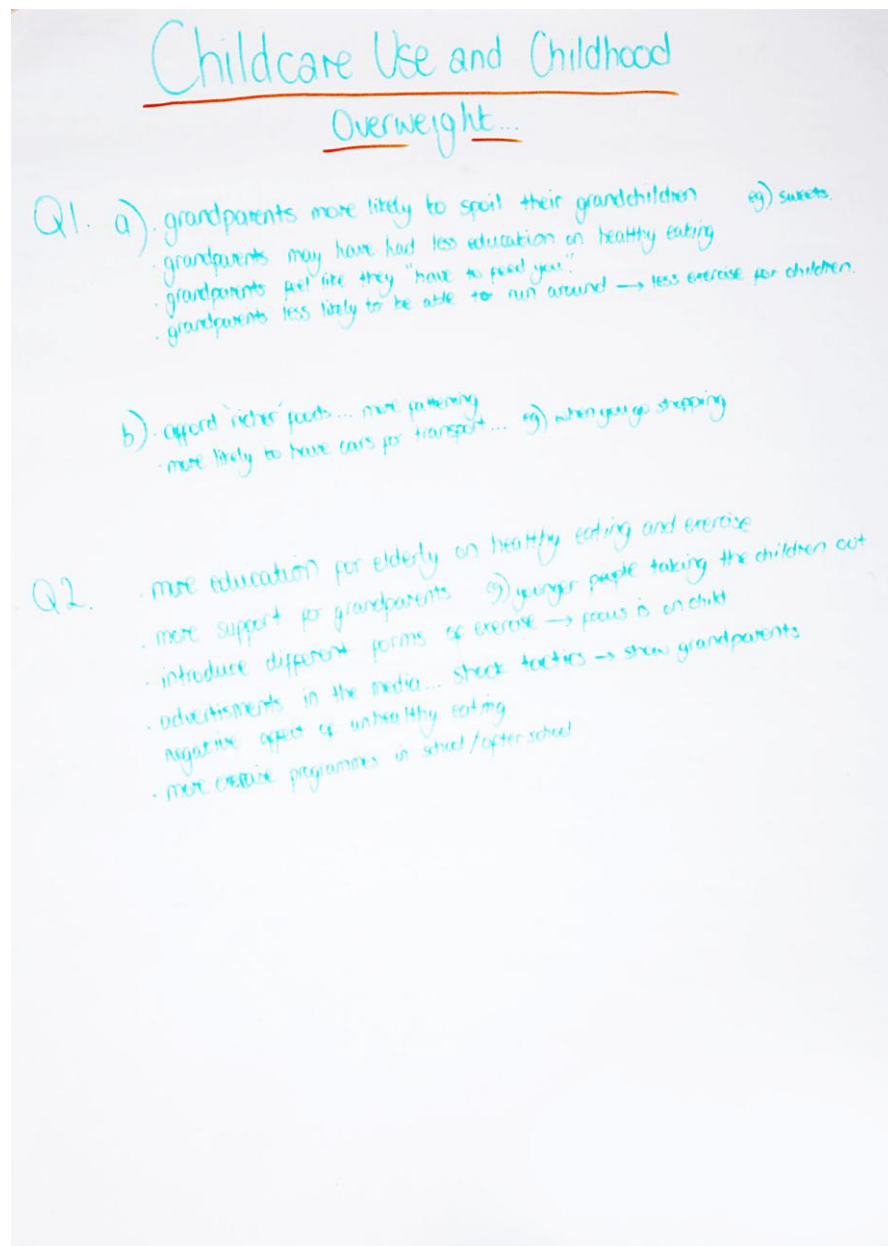 Childcare Use and Childhood
Overweight...
Q1. a) · grandparents more likely to spoil their grandchildren eg) sweets.
· grandparents may have had less education on healthy eating
· grandparents feel like they "have to feed you".
· grandparents less likely to be able to run around → less exercise for children.
b) · afford 'richer' foods... more fattening
· more likely to have cars for transport... eg) when you go shopping
Q2. · more education for elderly on healthy eating and exercise
· more support for grandparents eg) younger people taking the children out
· introduce different forms of exercise → focus is on child
· advertisments in the media... shock tactics → show grandparents
negative effect of unhealthy eating
· more exercise programmes in school / after school